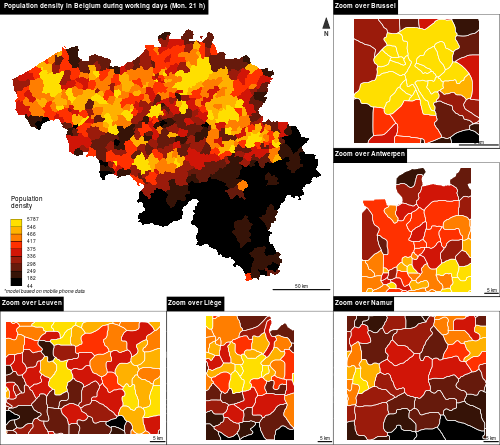 Population density in Belgium during working days (Mon. 21 h)
N
Population
density
5787
546
466
417
375
336
298
249
182
44
*model based on mobile phone data
50 km
Zoom over Brussel
Zoom over Antwerpen
5 km
Zoom over Leuven
5 km
Zoom over Liège
5 km
Zoom over Namur
5 km